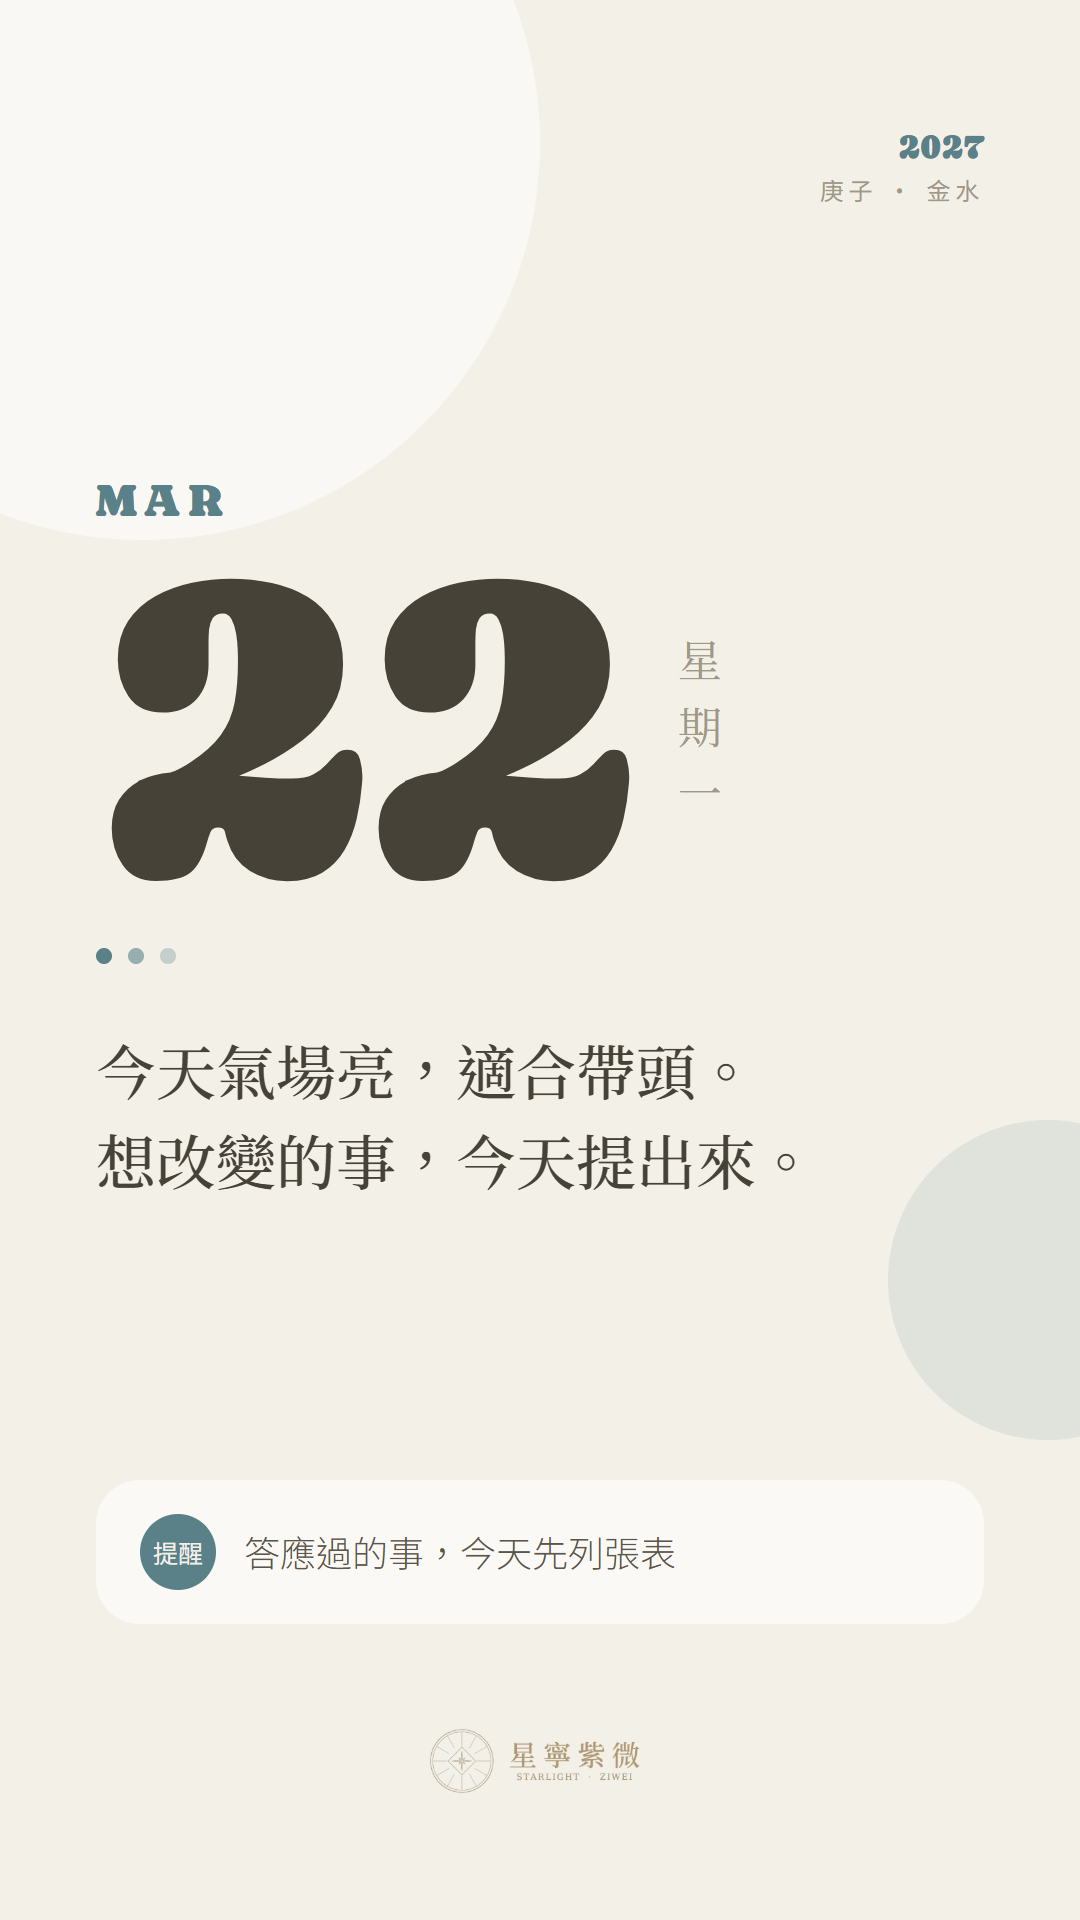 2027
庚子 · 金水
MAR
22
星期一
今天氣場亮，適合帶頭。
想改變的事，今天提出來。
提醒
答應過的事，今天先列張表
星寧紫微
STARLIGHT · ZIWEI